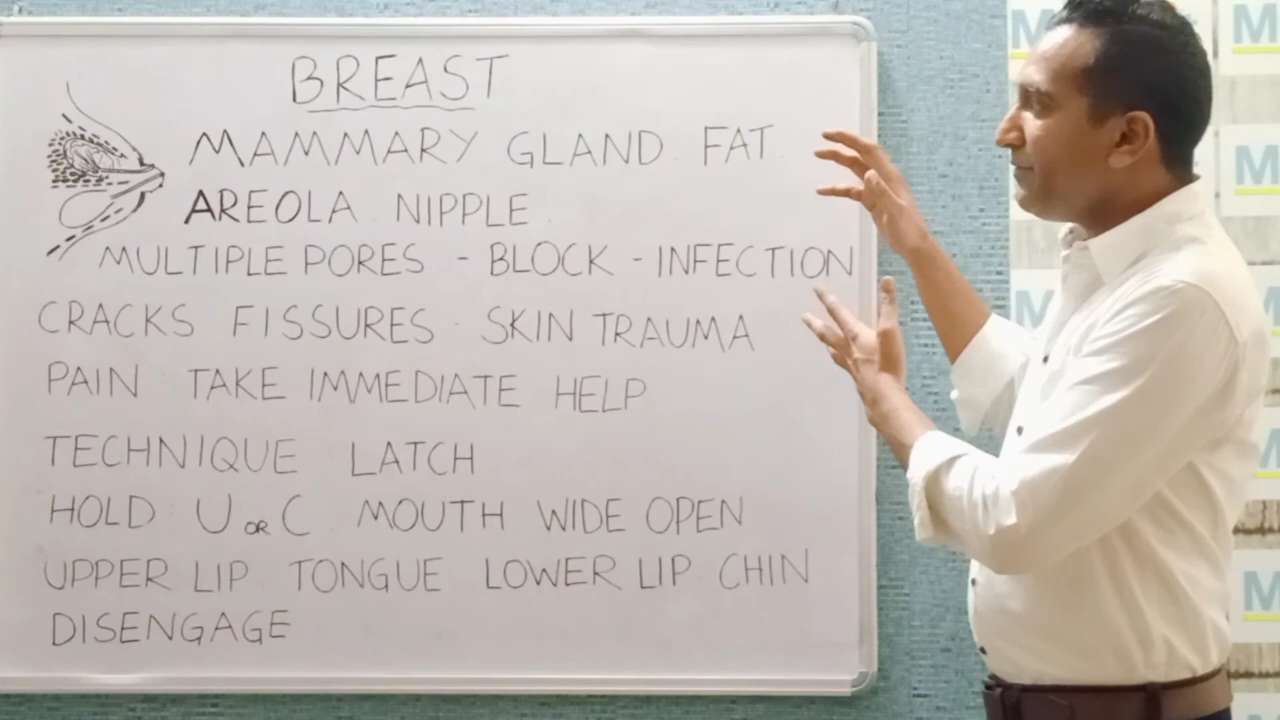 BREAST
MAMMARY GLAND FAT
AREOLA NIPPLE
MULTIPLE PORES - BLOCK - INFECTION
CRACKS FISSURES SKIN TRAUMA
PAIN TAKE IMMEDIATE HELP
TECHNIQUE LATCH
HOLD U OR C MOUTH WIDE OPEN
UPPER LIP TONGUE LOWER LIP CHIN
DISENGAGE
M
M
M
M
M
M
M